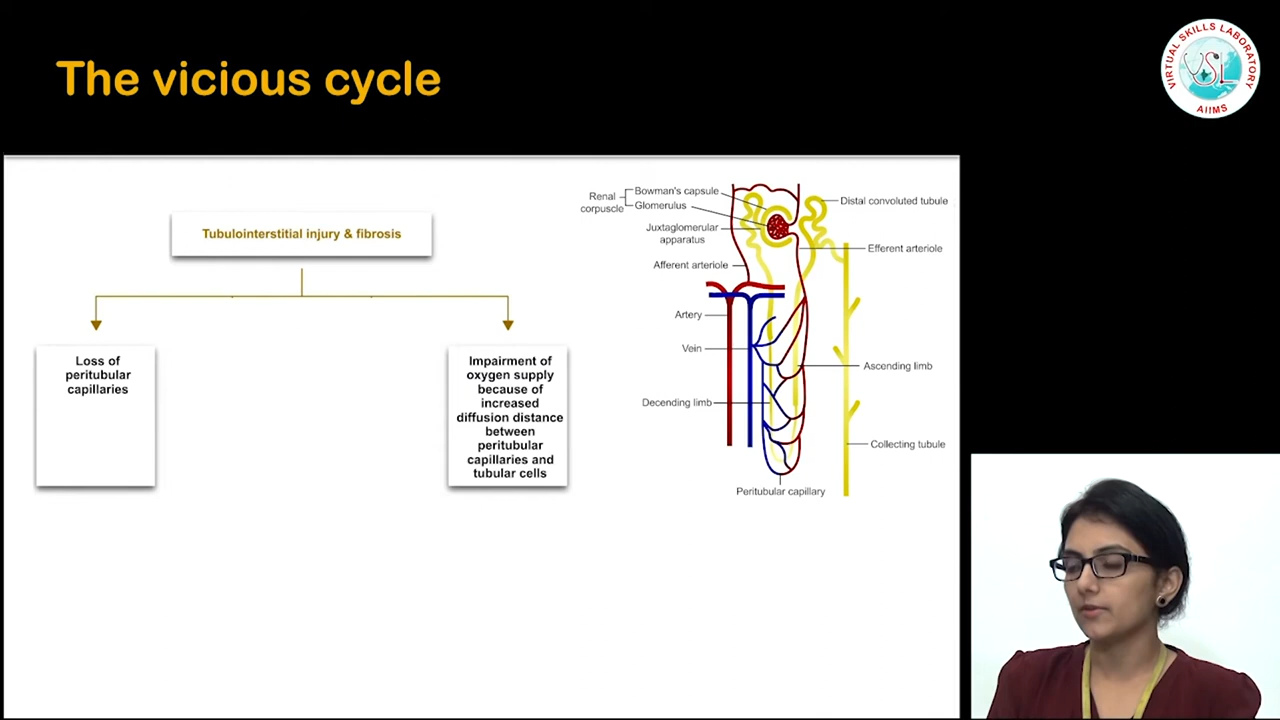 The vicious cycle
VIRTUAL SKILLS LABORATORY
VSL
AIIMS
Tubulointerstitial injury & fibrosis
Loss of
peritubular
capillaries
Impairment of
oxygen supply
because of
increased
diffusion distance
between
peritubular
capillaries and
tubular cells
Renal
corpuscle
Bowman's capsule
Glomerulus
Juxtaglomerular
apparatus
Afferent arteriole
Artery
Vein
Decending limb
Peritubular capillary
Distal convoluted tubule
Efferent arteriole
Ascending limb
Collecting tubule